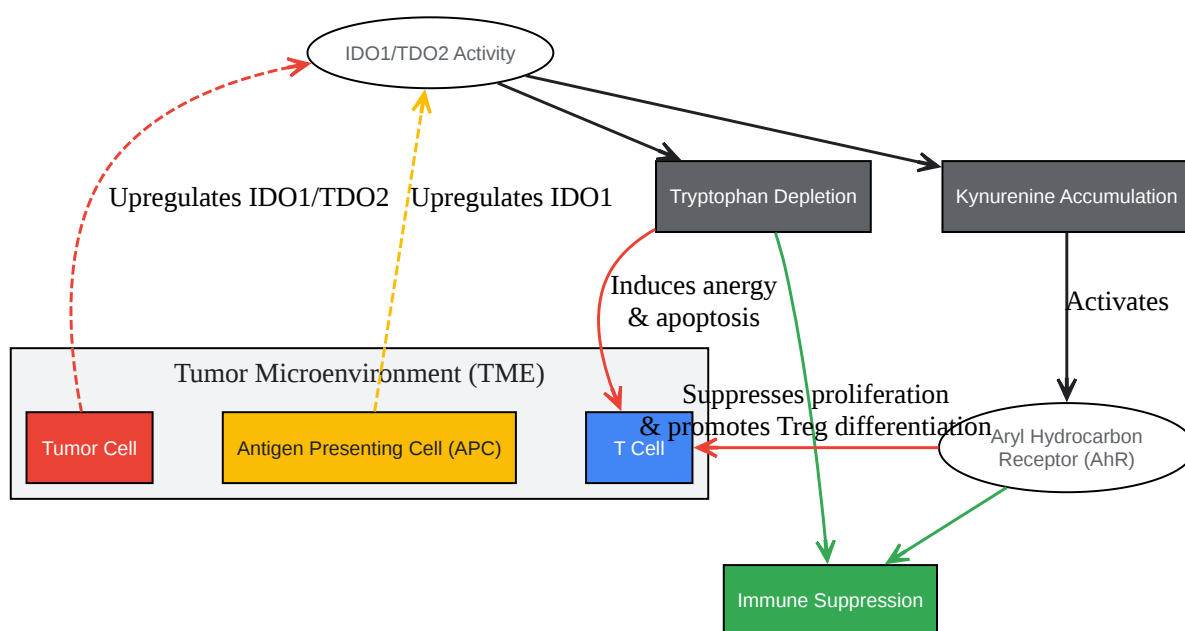 IDO1/TDO2 Activity
Upregulates IDO1/TDO2
Upregulates IDO1
Tryptophan Depletion
Kynurenine Accumulation
Induces anergy
& apoptosis
Activates
Tumor Microenvironment (TME)
Suppresses proliferation
& promotes Treg differentiation
Tumor Cell
Antigen Presenting Cell (APC)
T Cell
Aryl Hydrocarbon
Receptor (AhR)
Immune Suppression